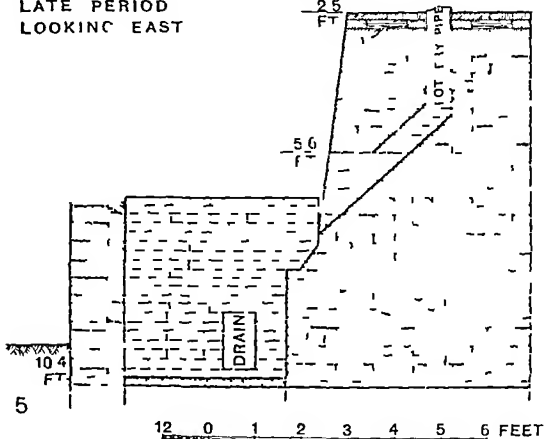 LATE PERIOD
LOOKING EAST
2.5
FT
5.6
FT
DRAIN
10.4
FT
5
12 0 1 2 3 4 5 6 FEET